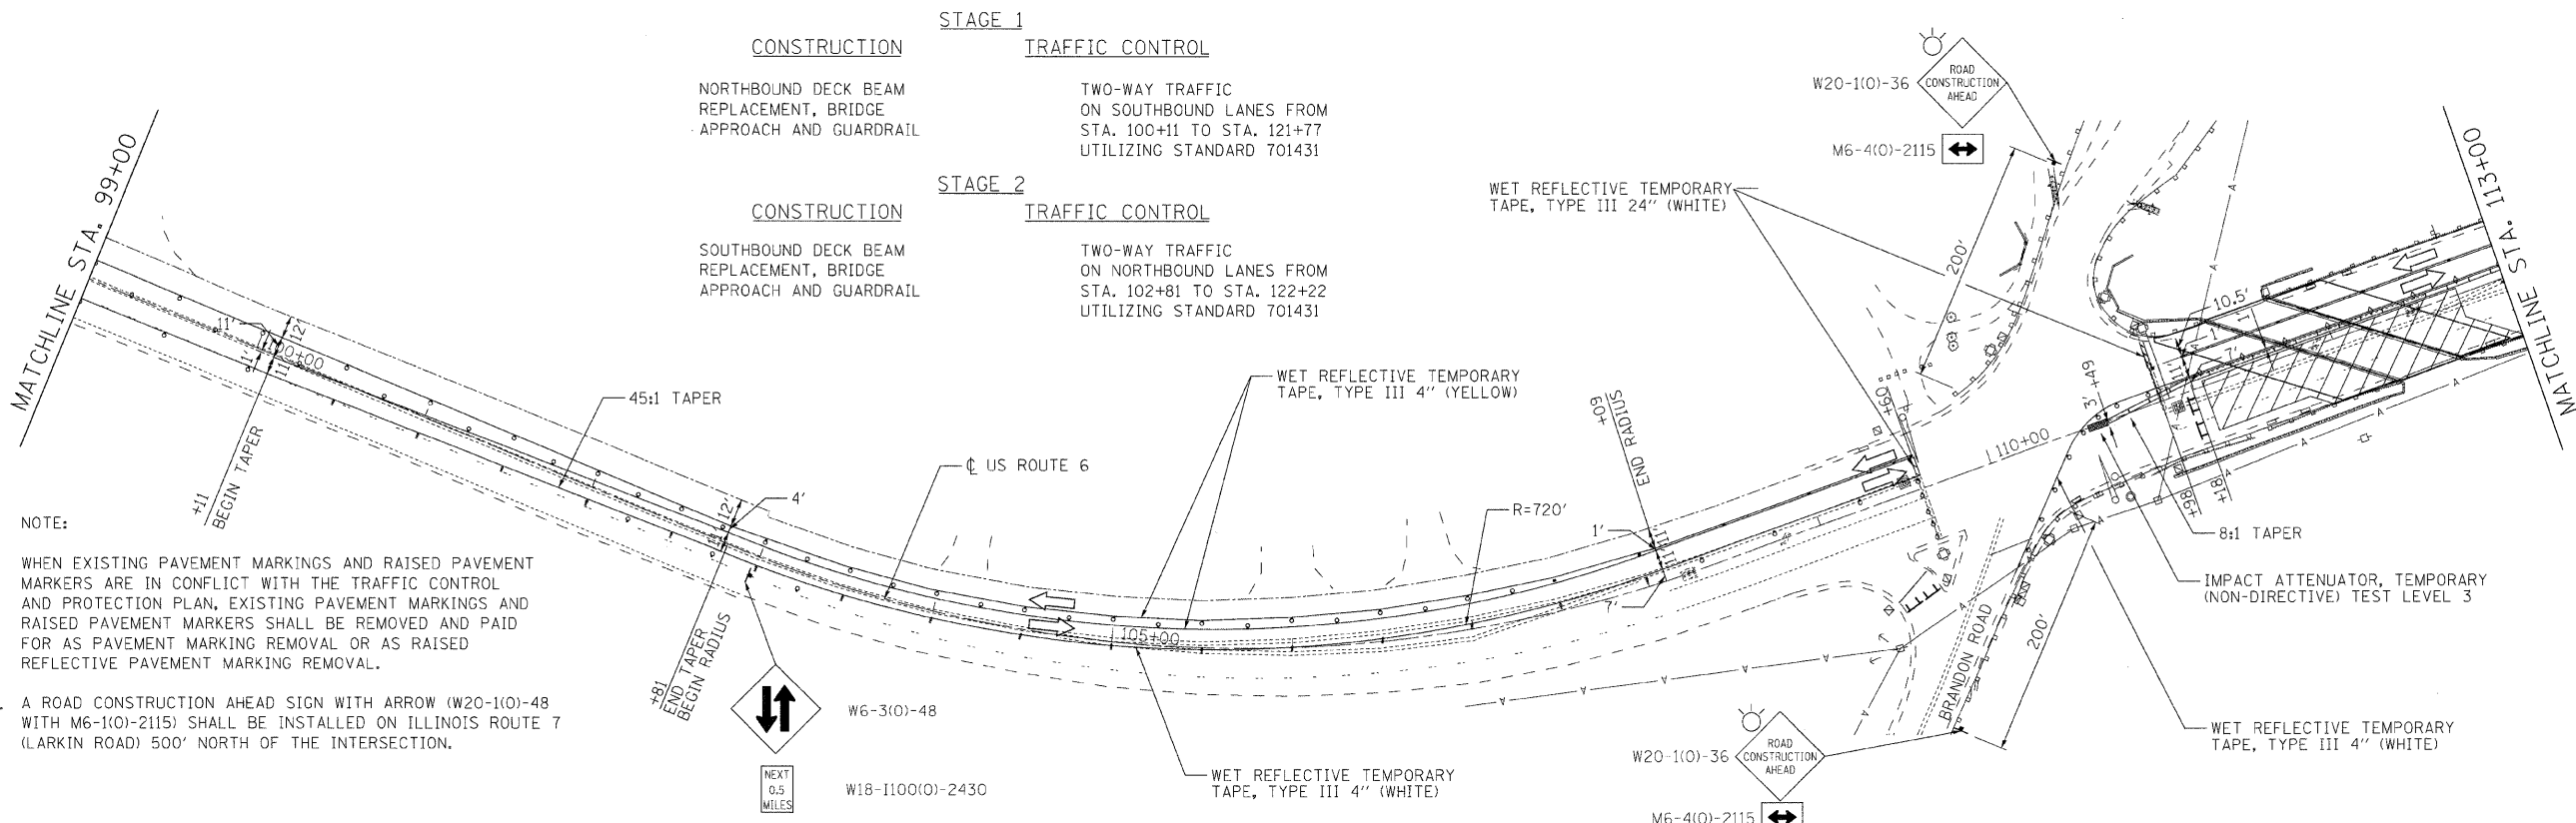 STAGE 1
CONSTRUCTION
TRAFFIC CONTROL
NORTHBOUND DECK BEAM
REPLACEMENT, BRIDGE
APPROACH AND GUARDRAIL
TWO-WAY TRAFFIC
ON SOUTHBOUND LANES FROM
STA. 100+11 TO STA. 121+77
UTILIZING STANDARD 701431
STAGE 2
CONSTRUCTION
TRAFFIC CONTROL
SOUTHBOUND DECK BEAM
REPLACEMENT, BRIDGE
APPROACH AND GUARDRAIL
TWO-WAY TRAFFIC
ON NORTHBOUND LANES FROM
STA. 102+81 TO STA. 122+22
UTILIZING STANDARD 701431
W20-1(O)-36
ROAD
CONSTRUCTION
AHEAD
M6-4(O)-2115
WET REFLECTIVE TEMPORARY
TAPE, TYPE III 24" (WHITE)
200'
MATCHLINE STA. 99+00
MATCHLINE STA. 113+00
11'
12'
1'
11'
100+00
+11
BEGIN TAPER
45:1 TAPER
WET REFLECTIVE TEMPORARY
TAPE, TYPE III 4" (YELLOW)
℄ US ROUTE 6
4'
12'
+81
END TAPER
BEGIN RADIUS
R=720'
+09
END RADIUS
1'
11'
11'
7'
105+00
+60
110+00
3'
+49
10.5'
1'
1'
7'
11'
+98
+18
8:1 TAPER
IMPACT ATTENUATOR, TEMPORARY
(NON-DIRECTIVE) TEST LEVEL 3
NOTE:
WHEN EXISTING PAVEMENT MARKINGS AND RAISED PAVEMENT
MARKERS ARE IN CONFLICT WITH THE TRAFFIC CONTROL
AND PROTECTION PLAN, EXISTING PAVEMENT MARKINGS AND
RAISED PAVEMENT MARKERS SHALL BE REMOVED AND PAID
FOR AS PAVEMENT MARKING REMOVAL OR AS RAISED
REFLECTIVE PAVEMENT MARKING REMOVAL.
A ROAD CONSTRUCTION AHEAD SIGN WITH ARROW (W20-1(O)-48
WITH M6-1(O)-2115) SHALL BE INSTALLED ON ILLINOIS ROUTE 7
(LARKIN ROAD) 500' NORTH OF THE INTERSECTION.
W6-3(O)-48
NEXT
0.5
MILES
W18-I100(O)-2430
WET REFLECTIVE TEMPORARY
TAPE, TYPE III 4" (WHITE)
BRANDON ROAD
200'
W20-1(O)-36
ROAD
CONSTRUCTION
AHEAD
M6-4(O)-2115
WET REFLECTIVE TEMPORARY
TAPE, TYPE III 4" (WHITE)